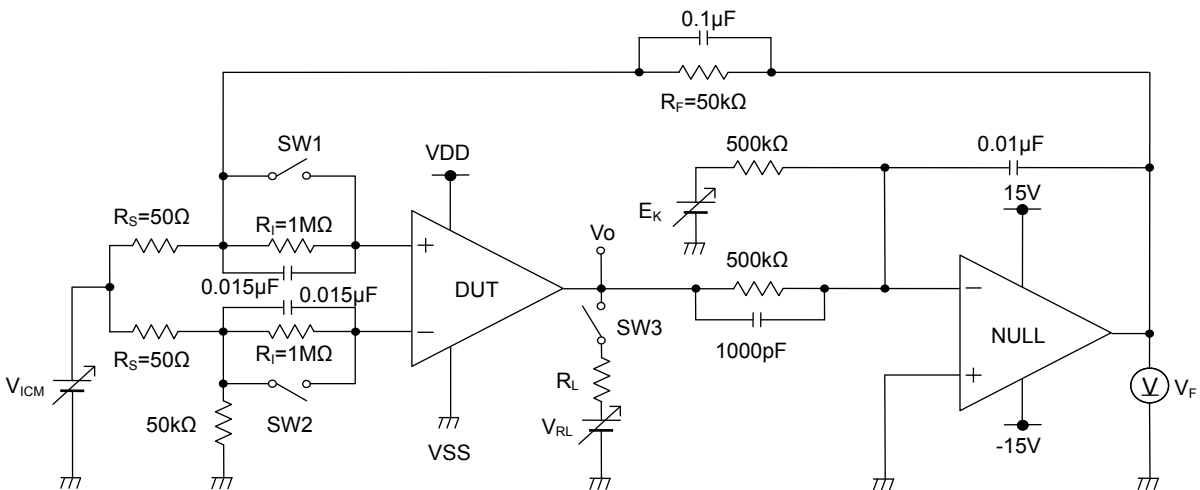 0.1µF
RF=50kΩ
SW1
VDD
500kΩ
0.01µF
15V
EK
RS=50Ω
RI=1MΩ
Vo
500kΩ
0.015µF
0.015µF
+
−
DUT
−
+
NULL
SW3
1000pF
RS=50Ω
RI=1MΩ
VICM
RL
V
VF
50kΩ
SW2
VRL
VSS
-15V